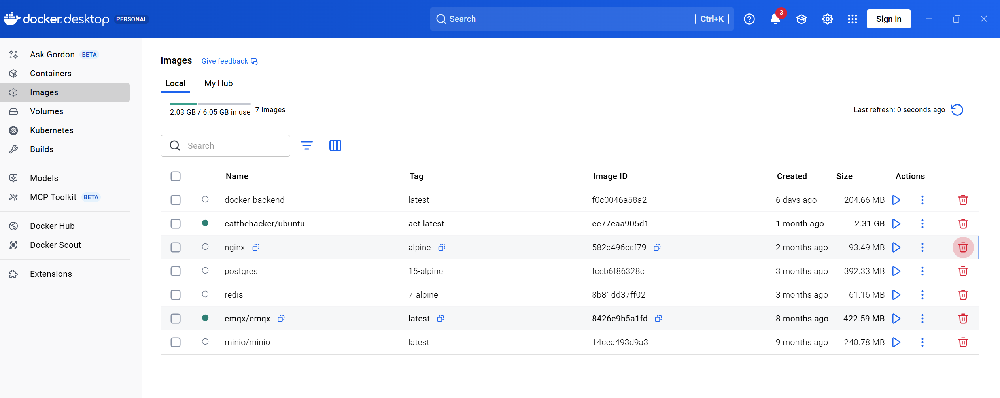 docker desktop PERSONAL
Search Ctrl+K
3
Sign in
Ask Gordon BETA
Containers
Images
Volumes
Kubernetes
Builds
Models
MCP Toolkit BETA
Docker Hub
Docker Scout
Extensions
Images Give feedback
Local My Hub
2.03 GB / 6.05 GB in use 7 images
Last refresh: 0 seconds ago
Search
Name Tag Image ID Created Size Actions
docker-backend latest f0c0046a58a2 6 days ago 204.66 MB
catthehacker/ubuntu act-latest ee77eaa905d1 1 month ago 2.31 GB
nginx alpine 582c496ccf79 2 months ago 93.49 MB
postgres 15-alpine fceb6f86328c 3 months ago 392.33 MB
redis 7-alpine 8b81dd37ff02 3 months ago 61.16 MB
emqx/emqx latest 8426e9b5a1fd 8 months ago 422.59 MB
minio/minio latest 14cea493d9a3 9 months ago 240.78 MB